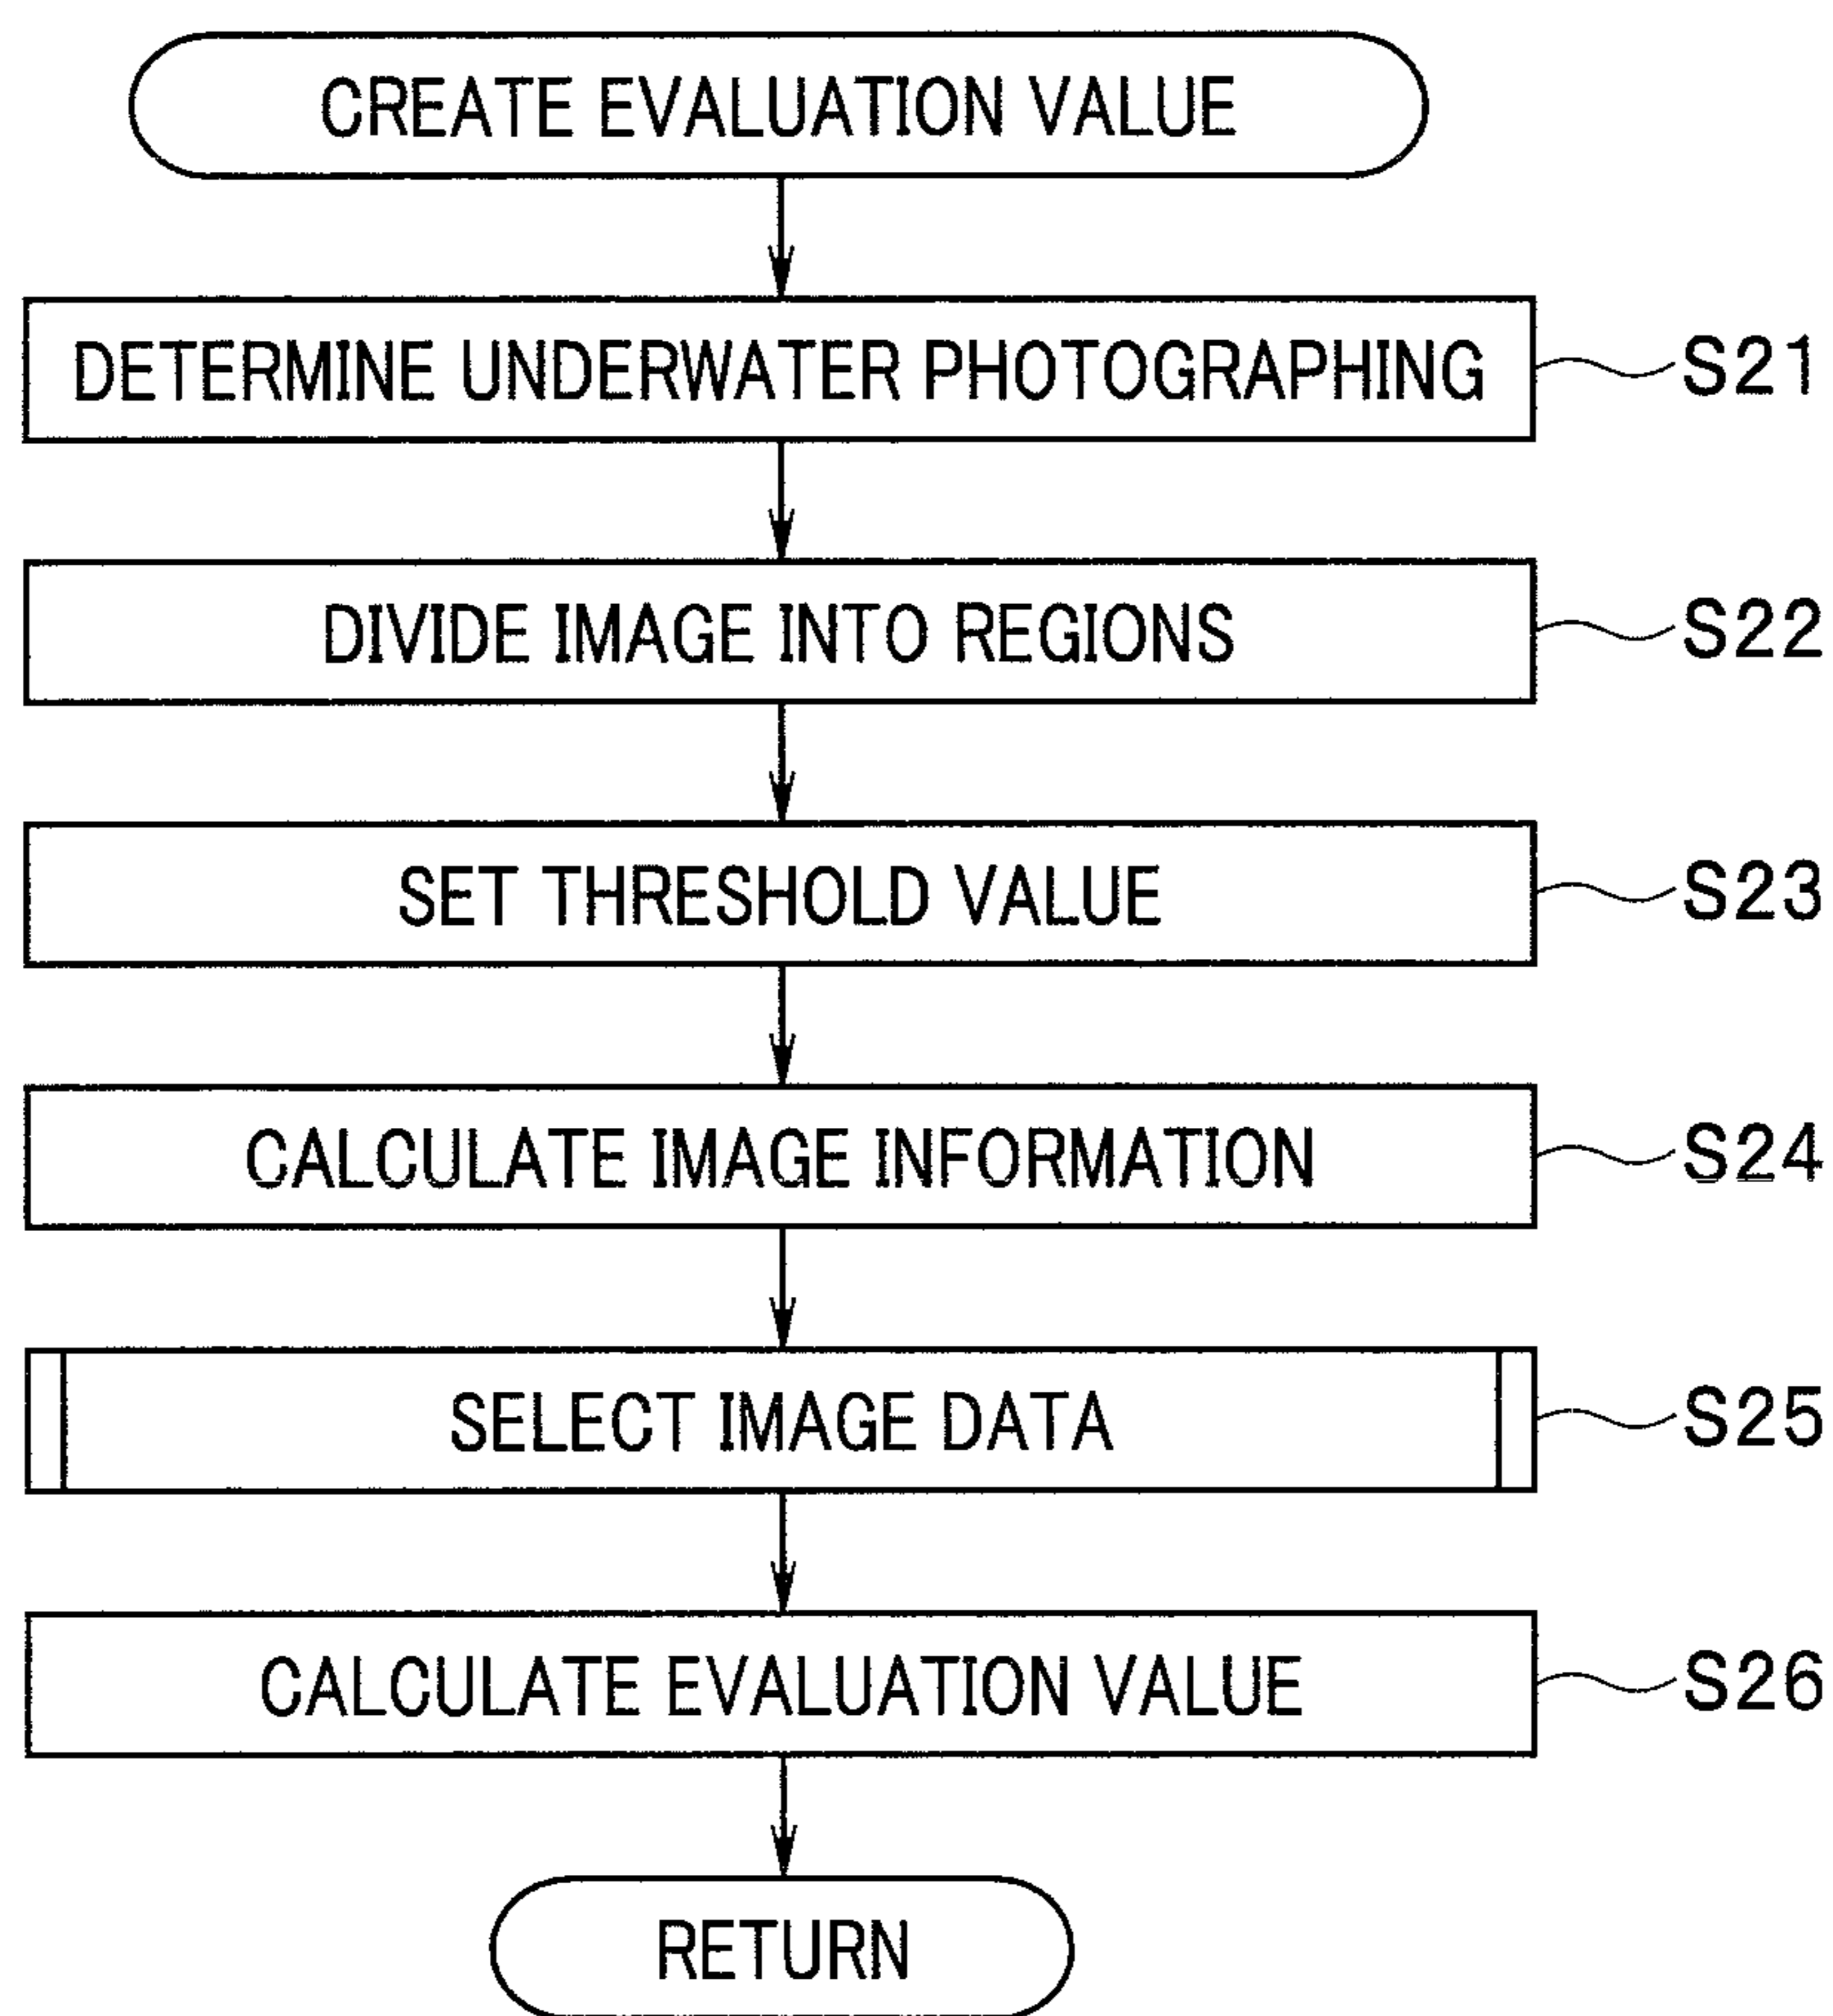 CREATE EVALUATION VALUE
DETERMINE UNDERWATER PHOTOGRAPHING S21
DIVIDE IMAGE INTO REGIONS S22
SET THRESHOLD VALUE S23
CALCULATE IMAGE INFORMATION S24
SELECT IMAGE DATA S25
CALCULATE EVALUATION VALUE S26
RETURN